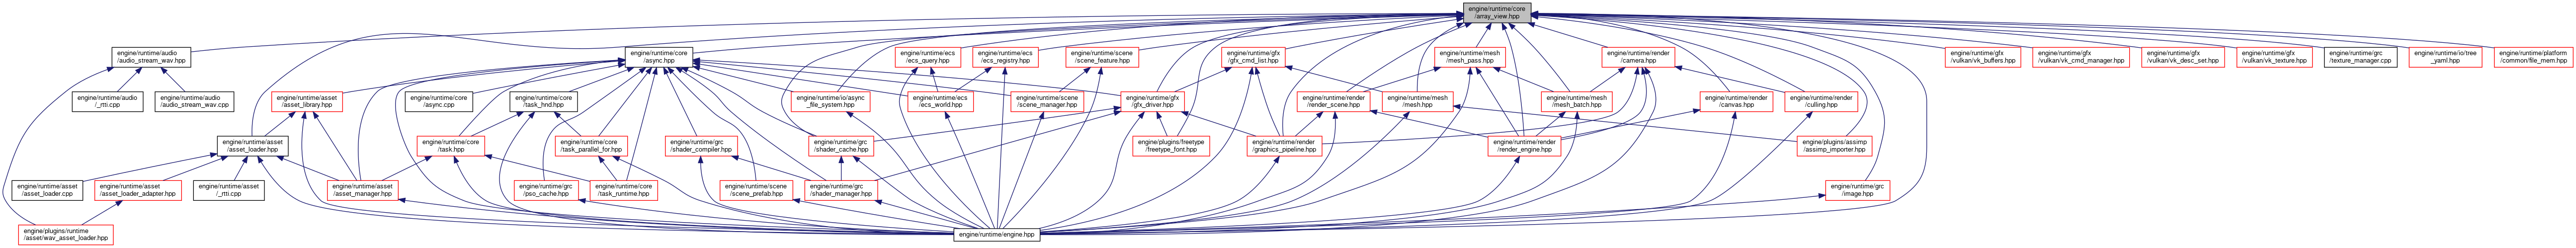 engine/runtime/core
/array_view.hpp
engine/runtime/audio
/audio_stream_wav.hpp
engine/runtime/core
/async.hpp
engine/runtime/ecs
/ecs_query.hpp
engine/runtime/ecs
/ecs_registry.hpp
engine/runtime/scene
/scene_feature.hpp
engine/runtime/gfx
/gfx_cmd_list.hpp
engine/runtime/mesh
/mesh_pass.hpp
engine/runtime/render
/camera.hpp
engine/runtime/gfx
/vulkan/vk_buffers.hpp
engine/runtime/gfx
/vulkan/vk_cmd_manager.hpp
engine/runtime/gfx
/vulkan/vk_desc_set.hpp
engine/runtime/gfx
/vulkan/vk_texture.hpp
engine/runtime/grc
/texture_manager.cpp
engine/runtime/io/tree
_yaml.hpp
engine/runtime/platform
/common/file_mem.hpp
engine/runtime/audio
/_rtti.cpp
engine/runtime/audio
/audio_stream_wav.cpp
engine/runtime/asset
/asset_library.hpp
engine/runtime/core
/async.cpp
engine/runtime/core
/task_hnd.hpp
engine/runtime/io/async
_file_system.hpp
engine/runtime/ecs
/ecs_world.hpp
engine/runtime/scene
/scene_manager.hpp
engine/runtime/gfx
/gfx_driver.hpp
engine/runtime/render
/render_scene.hpp
engine/runtime/mesh
/mesh.hpp
engine/runtime/mesh
/mesh_batch.hpp
engine/runtime/render
/canvas.hpp
engine/runtime/render
/culling.hpp
engine/runtime/asset
/asset_loader.hpp
engine/runtime/core
/task.hpp
engine/runtime/core
/task_parallel_for.hpp
engine/runtime/grc
/shader_compiler.hpp
engine/runtime/grc
/shader_cache.hpp
engine/plugins/freetype
/freetype_font.hpp
engine/runtime/render
/graphics_pipeline.hpp
engine/runtime/render
/render_engine.hpp
engine/plugins/assimp
/assimp_importer.hpp
engine/runtime/asset
/asset_loader.cpp
engine/runtime/asset
/asset_loader_adapter.hpp
engine/runtime/asset
/_rtti.cpp
engine/runtime/asset
/asset_manager.hpp
engine/runtime/grc
/pso_cache.hpp
engine/runtime/core
/task_runtime.hpp
engine/runtime/scene
/scene_prefab.hpp
engine/runtime/grc
/shader_manager.hpp
engine/runtime/grc
/image.hpp
engine/plugins/runtime
/asset/wav_asset_loader.hpp
engine/runtime/engine.hpp